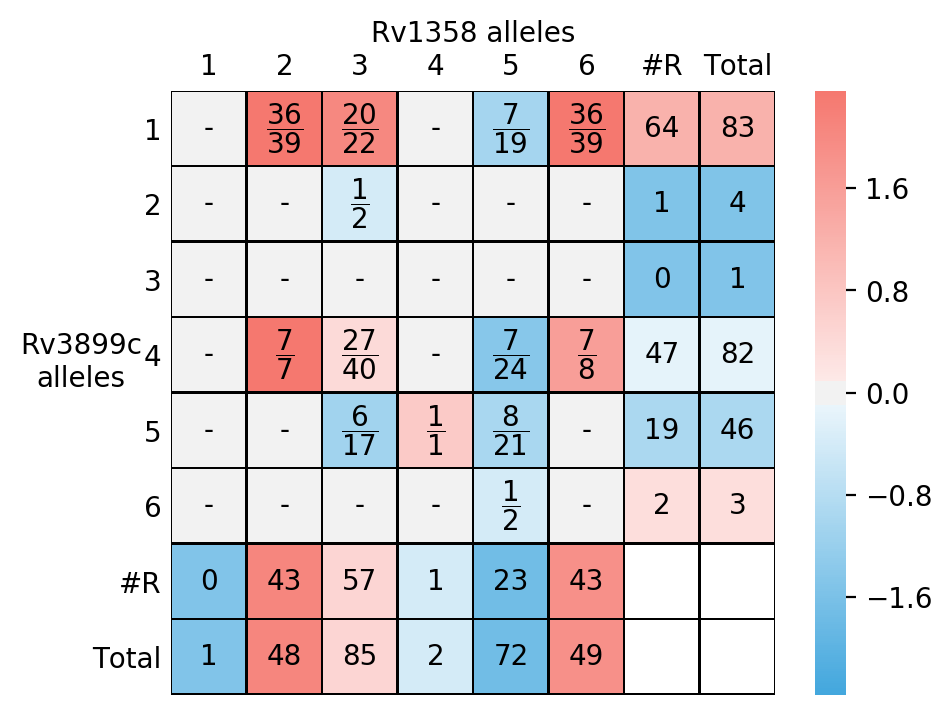 Rv1358 alleles
1 2 3 4 5 6 #R Total
1 - 36/39 20/22 - 7/19 36/39 64 83
2 - - 1/2 - - - 1 4
3 - - - - - - 0 1
Rv3899c
alleles
4 - 7/7 27/40 - 7/24 7/8 47 82
5 - - 6/17 1/1 8/21 - 19 46
6 - - - - 1/2 - 2 3
#R 0 43 57 1 23 43
Total 1 48 85 2 72 49
1.6
0.8
0.0
−0.8
−1.6